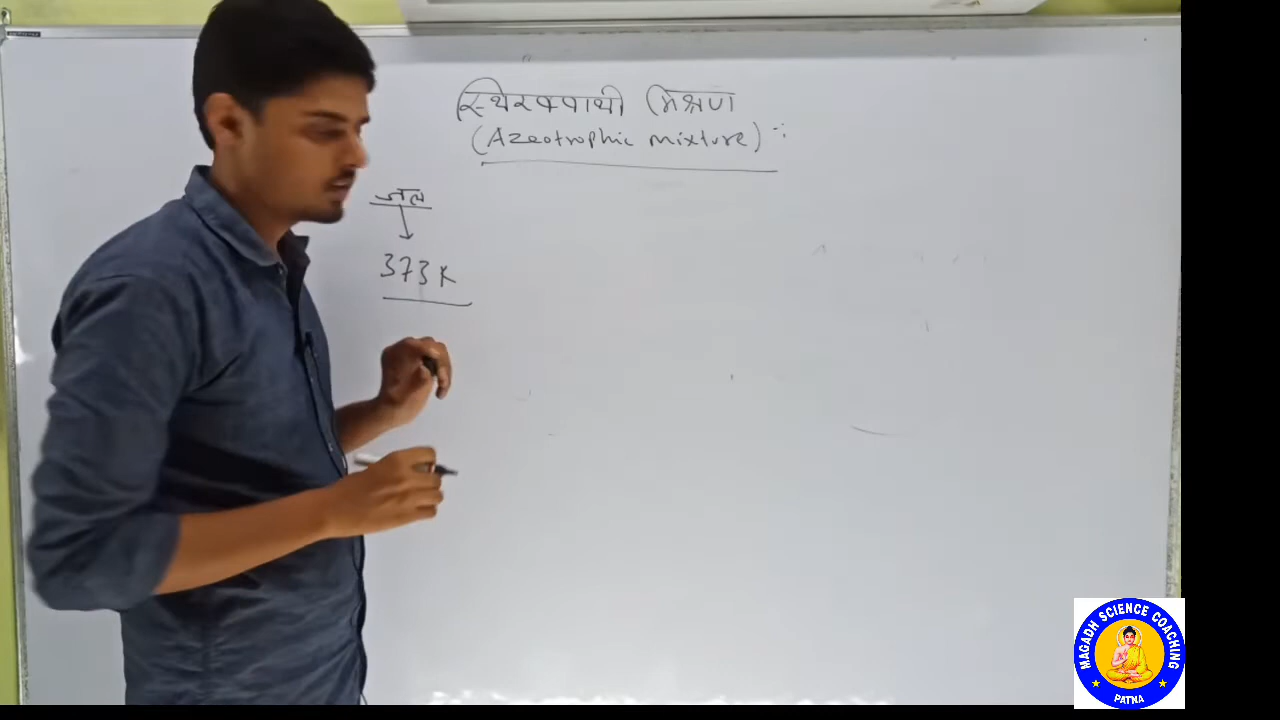 स्थिरक्वाथी मिश्रण
(Azeotrophic mixture) :-
जल
373 K
MAGADH SCIENCE COACHING
PATNA